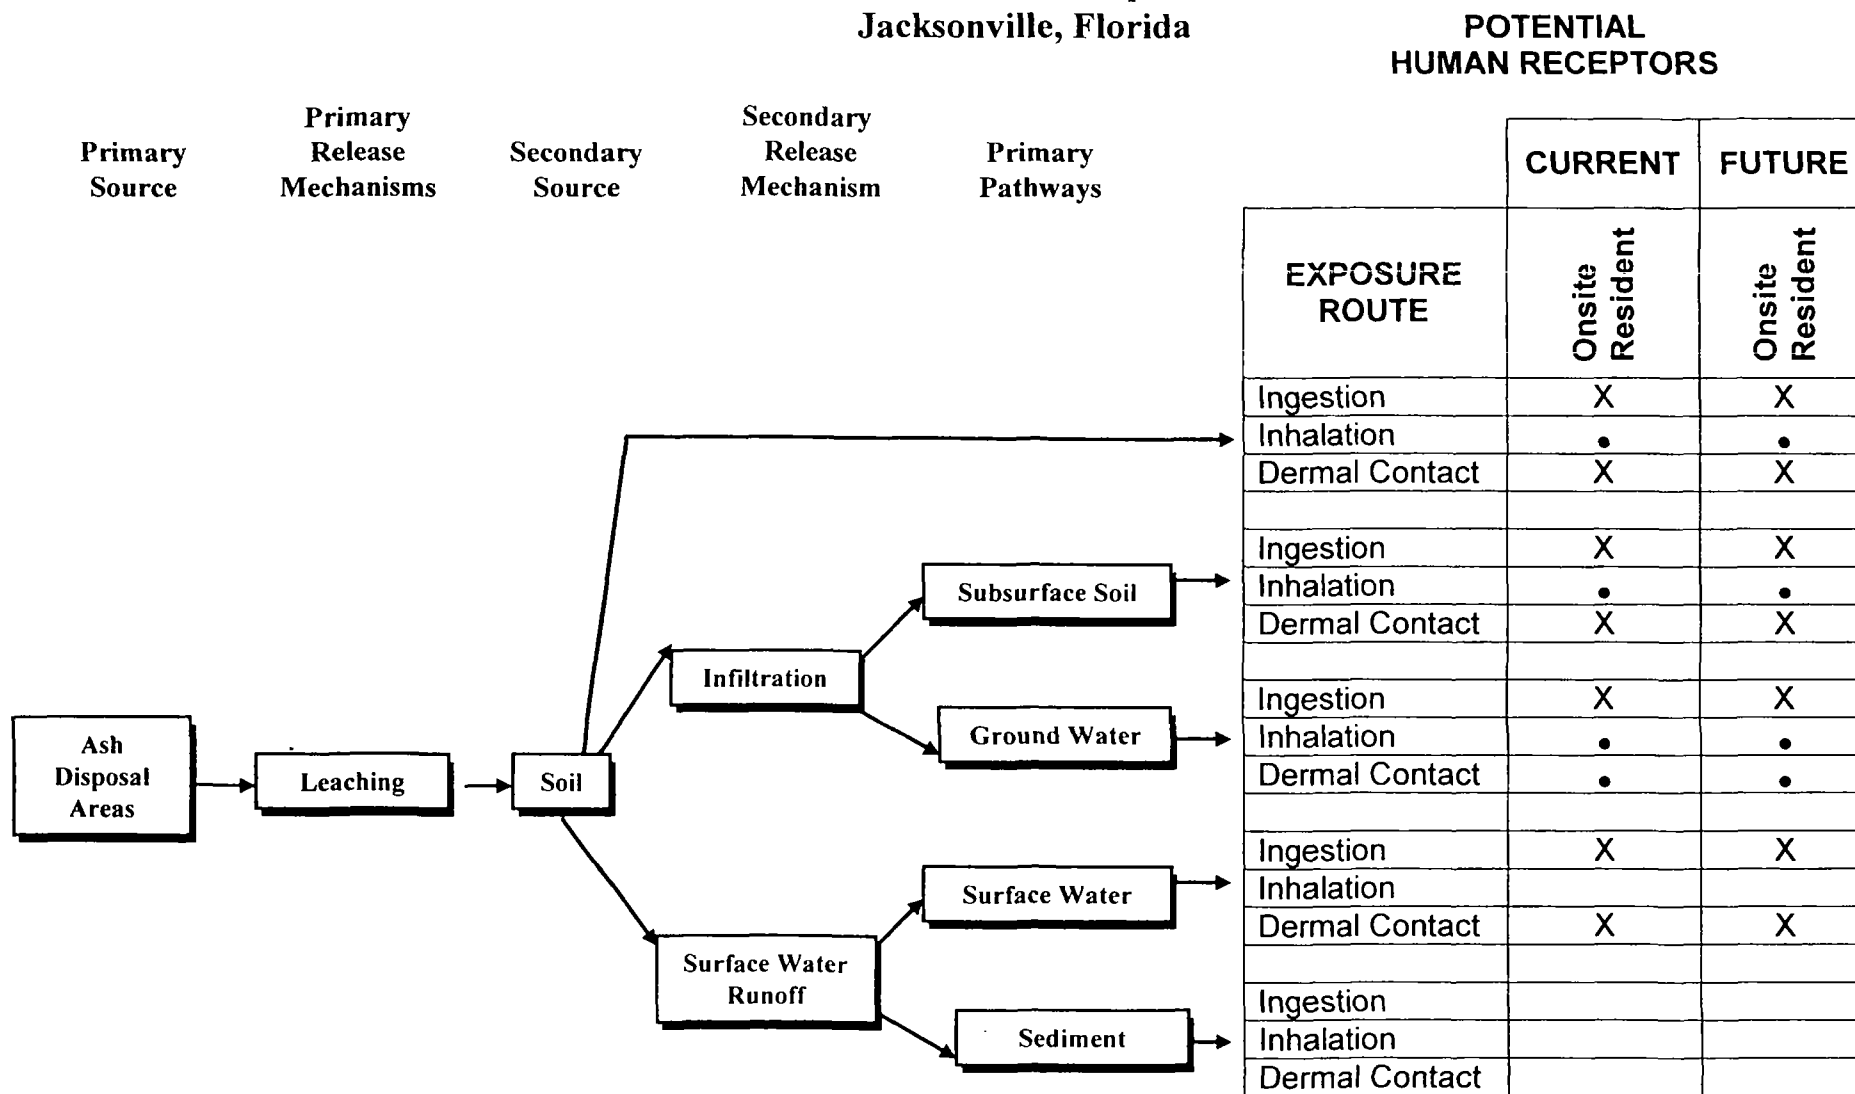 Jacksonville, Florida
POTENTIAL
HUMAN RECEPTORS
Primary
Source
Primary
Release
Mechanisms
Secondary
Source
Secondary
Release
Mechanism
Primary
Pathways
CURRENT FUTURE
EXPOSURE
ROUTE
Onsite
Resident
Onsite
Resident
Ingestion X X
Inhalation • •
Dermal Contact X X
Ingestion X X
Inhalation • •
Dermal Contact X X
Ingestion X X
Inhalation • •
Dermal Contact • •
Ingestion X X
Inhalation
Dermal Contact X X
Ingestion
Inhalation
Dermal Contact
Ash
Disposal
Areas
Leaching
Soil
Infiltration
Surface Water
Runoff
Subsurface Soil
Ground Water
Surface Water
Sediment